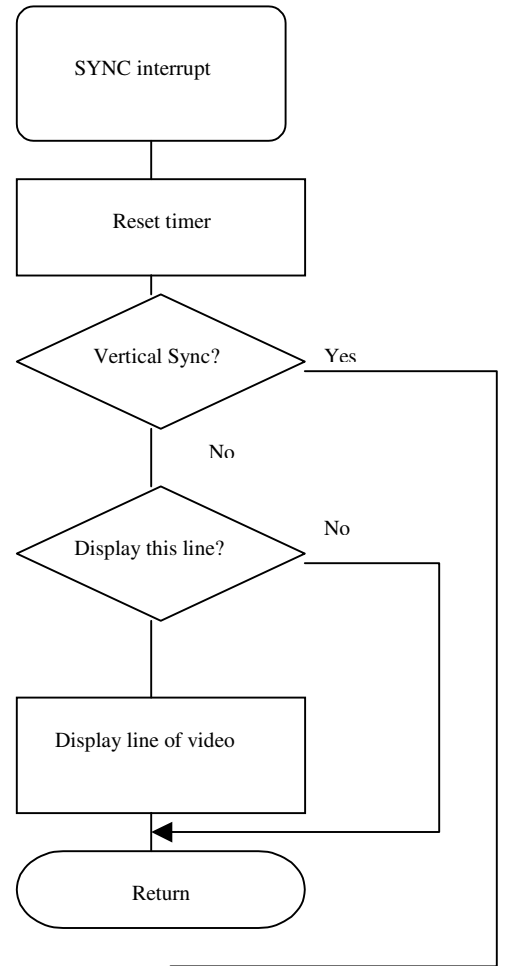 SYNC interrupt
Reset timer
Vertical Sync?
Yes
No
Display this line?
No
Display line of video
Return